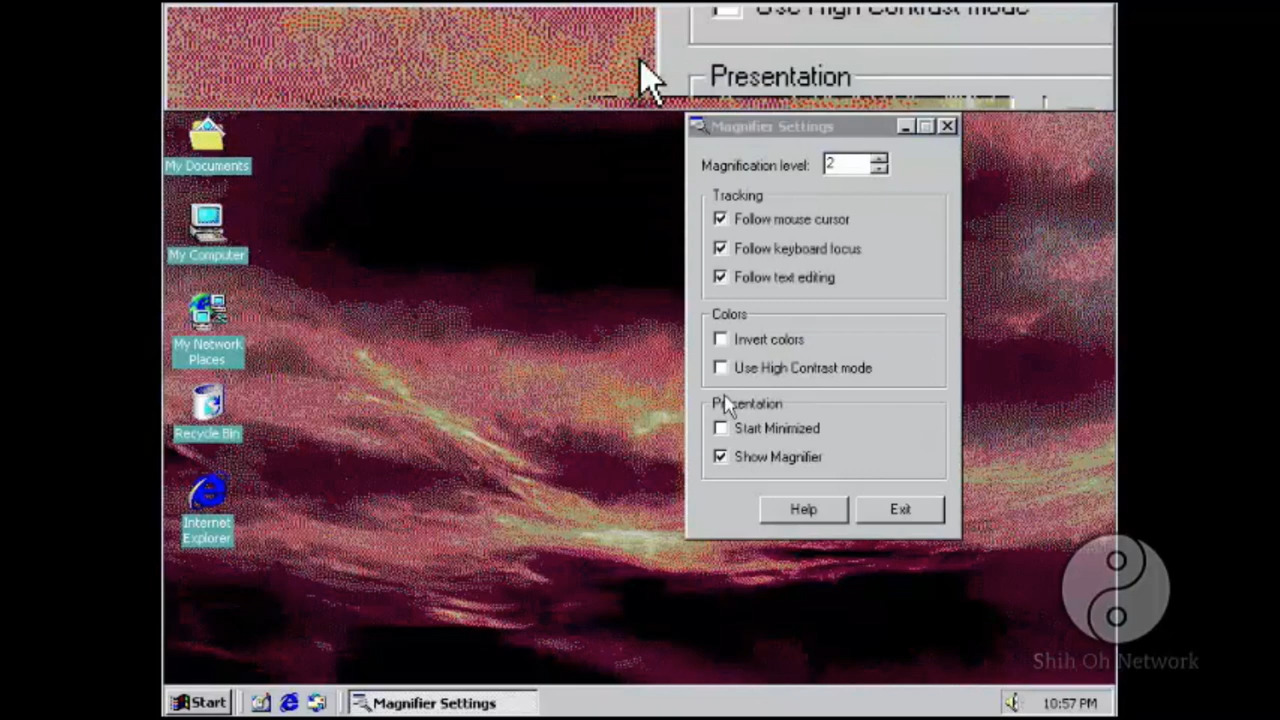 Use High Contrast mode
Presentation
My Documents
My Computer
My Network
Places
Recycle Bin
Internet
Explorer
Magnifier Settings
Magnification level:
2
Tracking
Follow mouse cursor
Follow keyboard focus
Follow text editing
Colors
Invert colors
Use High Contrast mode
Presentation
Start Minimized
Show Magnifier
Help
Exit
Shih Oh Network
Start
Magnifier Settings
10:57 PM